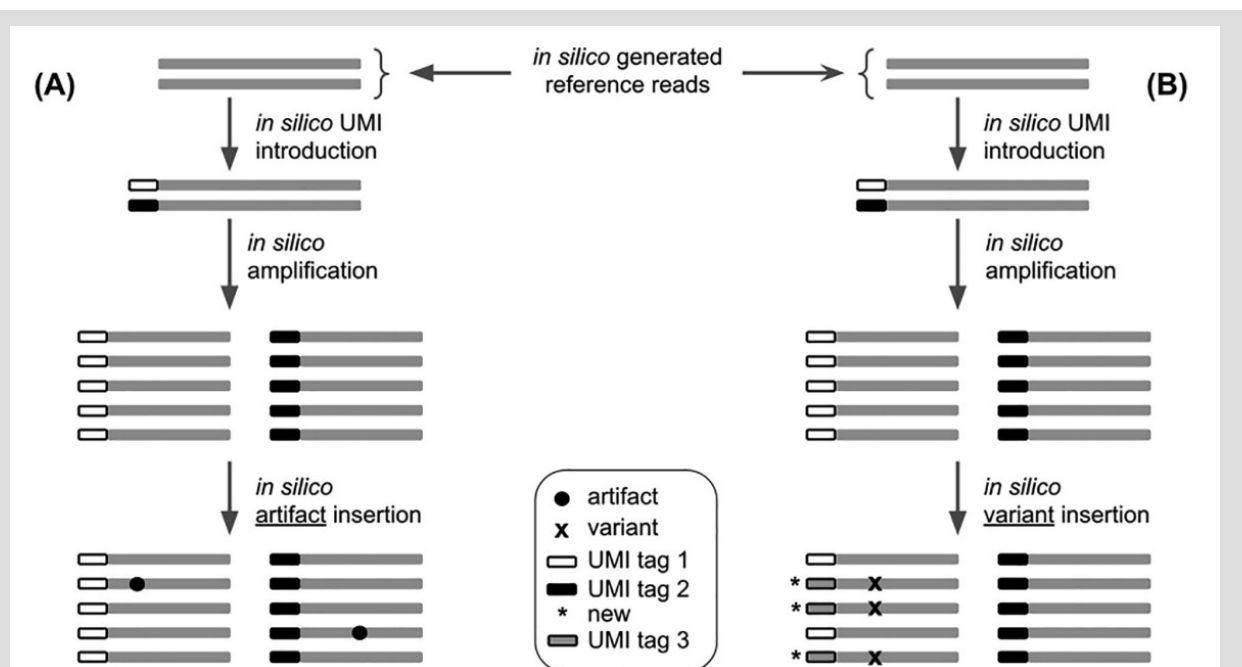 (A)
in silico generated
reference reads
(B)
in silico UMI
introduction
in silico UMI
introduction
in silico
amplification
in silico
amplification
in silico
artifact insertion
in silico
variant insertion
artifact
x variant
UMI tag 1
UMI tag 2
* new
UMI tag 3
x
*
x
*
x
*